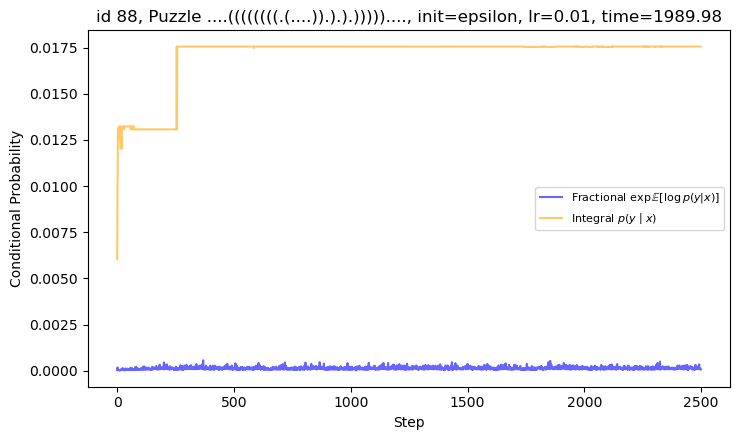 id 88, Puzzle ....((((((((.(....)).).).)))))....., init=epsilon, lr=0.01, time=1989.98
Conditional Probability
0.0175
0.0150
0.0125
0.0100
0.0075
0.0050
0.0025
0.0000
Fractional exp𝔼[log p(y|x)]
Integral p(y | x)
0
500
1000
1500
2000
2500
Step